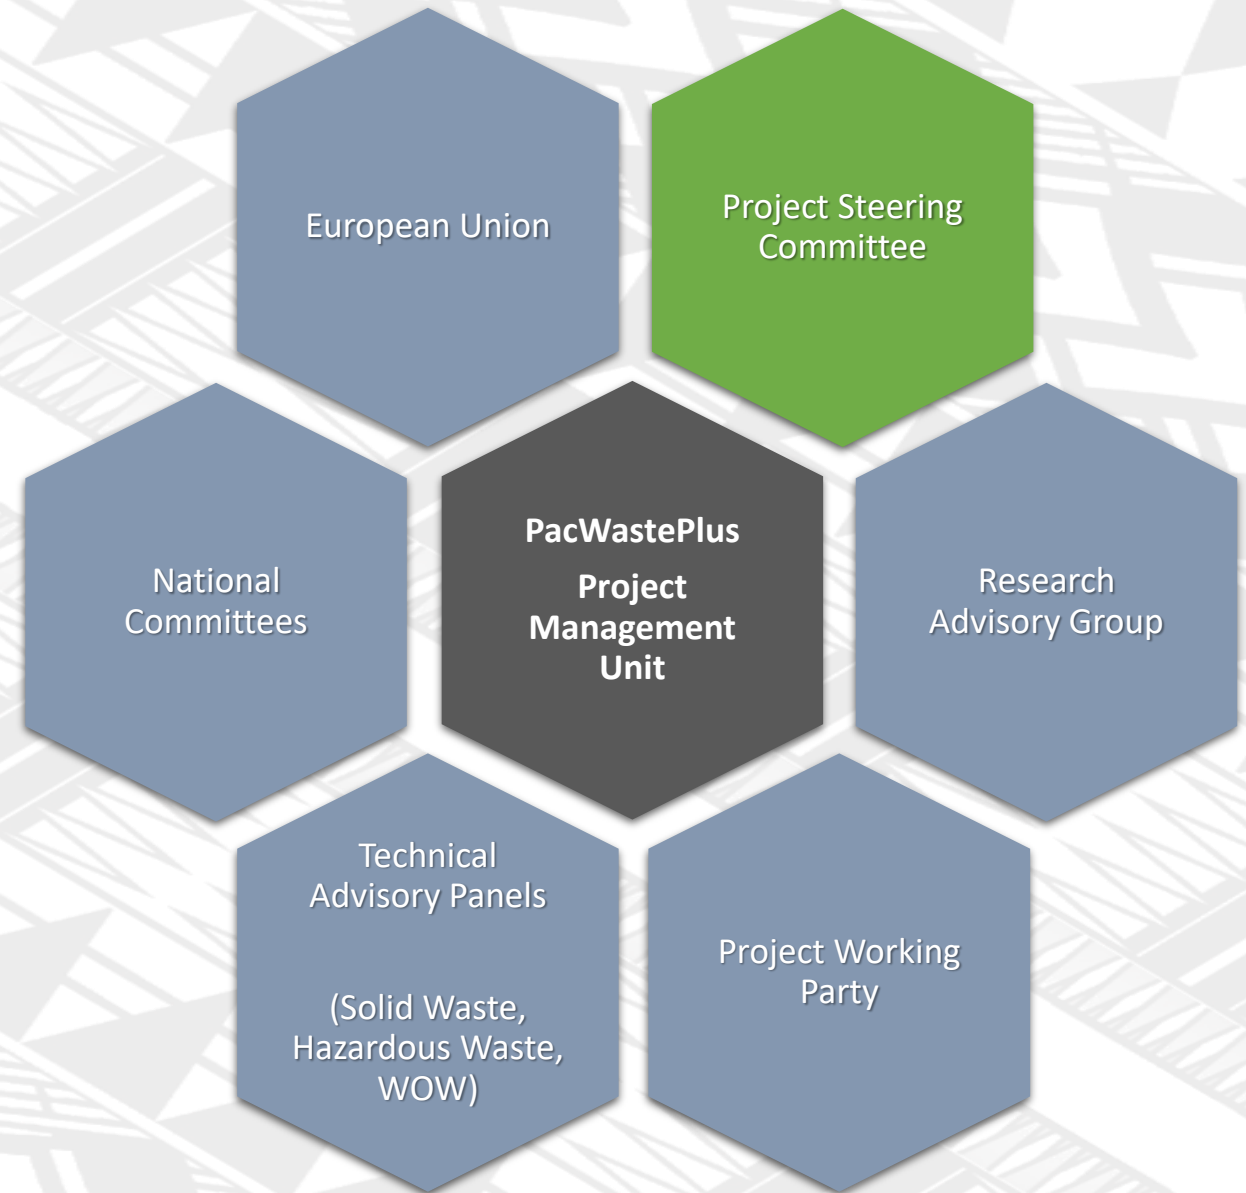 European Union
Project Steering
Committee
National
Committees
PacWastePlus
Project
Management
Unit
Research
Advisory Group
Technical
Advisory Panels
(Solid Waste,
Hazardous Waste,
WOW)
Project Working
Party